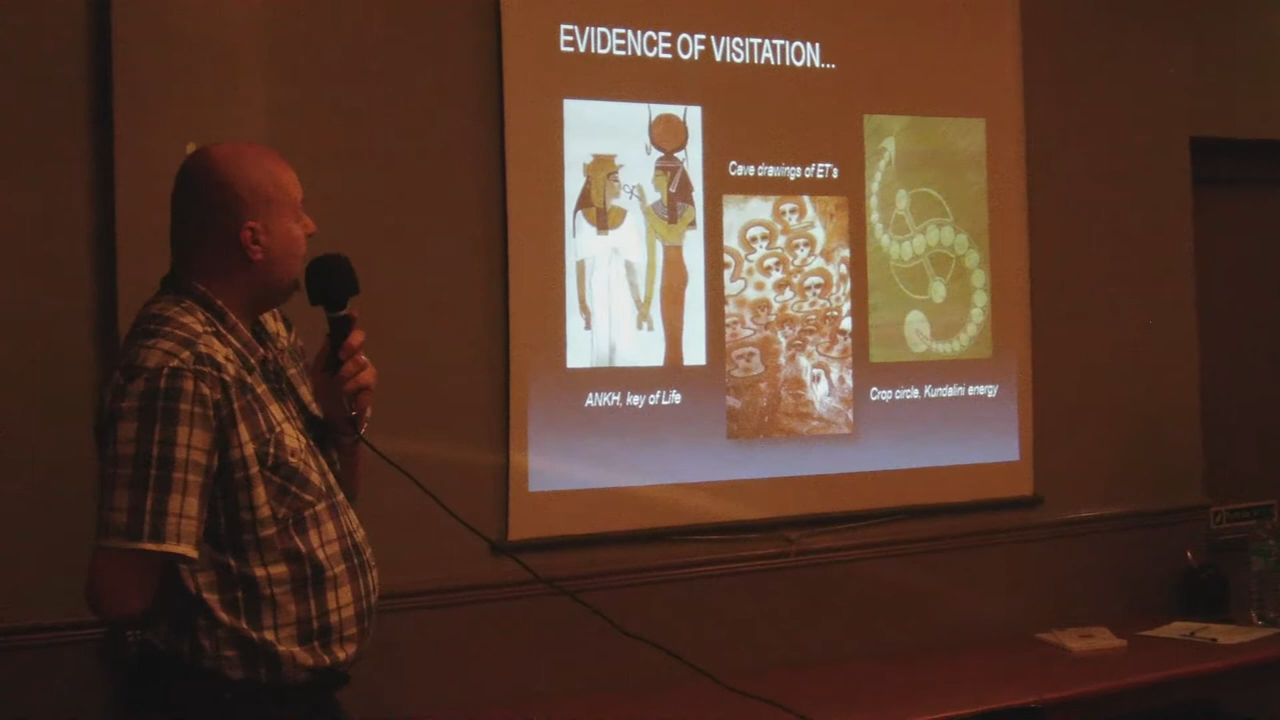 EVIDENCE OF VISITATION...
Cave drawings of ET's
ANKH, key of Life
Crop circle, Kundalini energy